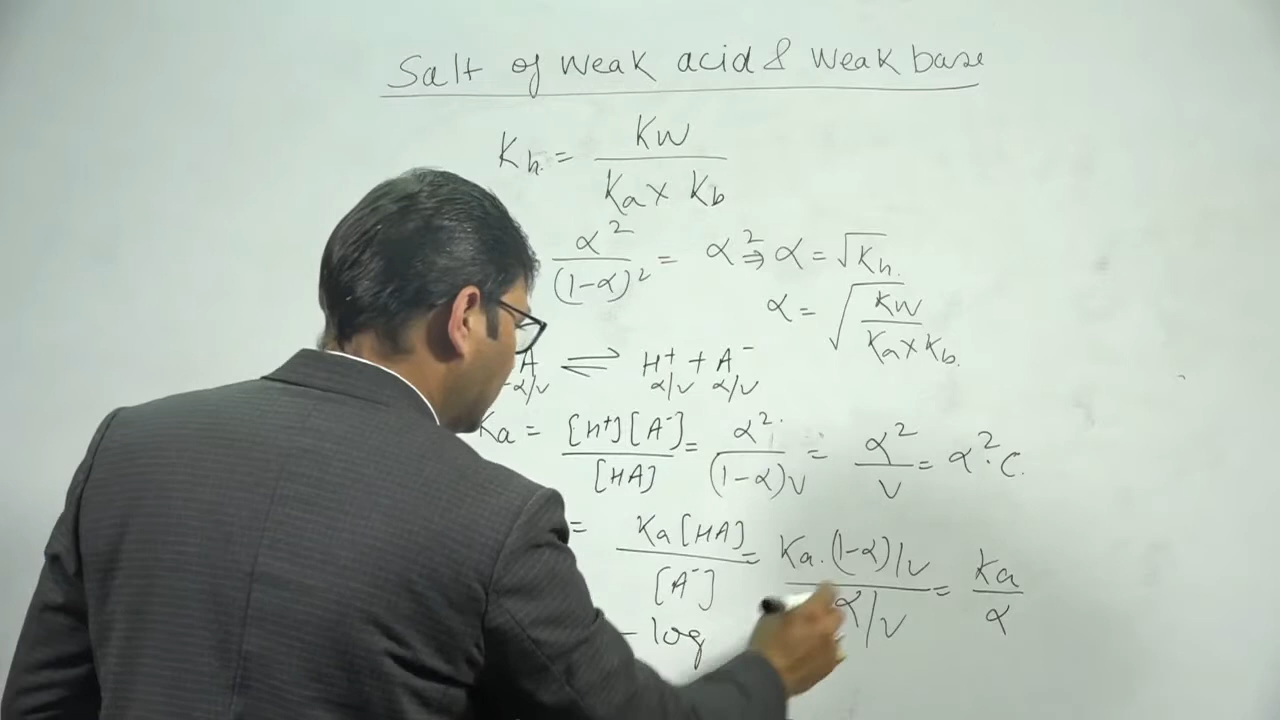 Salt of weak acid & weak base
Kh. = Kw / Ka x Kb
α² / (1-α)² = α² ⇒ α = √Kh.
α = √(Kw / Ka x Kb.)
A ⇌ H⁺ + A⁻
-α/v α/v α/v
Ka = [H⁺][A⁻] / [HA] = α² / (1-α)v = α² / v = α².C.
= Ka[HA] / [A⁻] = Ka.(1-α)/v / α/v = Ka / α
- log